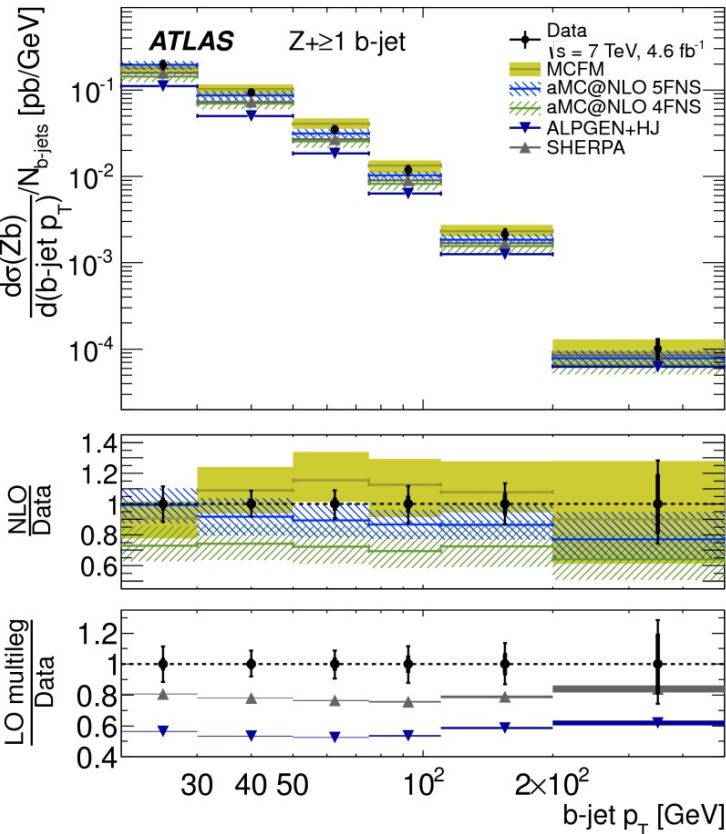 ATLAS Z+≥1 b-jet
Data
√s = 7 TeV, 4.6 fb⁻¹
MCFM
aMC@NLO 5FNS
aMC@NLO 4FNS
ALPGEN+HJ
SHERPA
dσ(Zb)
d(b-jet p_T)
/N_b-jets [pb/GeV]
10⁻¹
10⁻²
10⁻³
10⁻⁴
NLO
Data
1.4
1.2
1
0.8
0.6
LO multileg
Data
1.2
1
0.8
0.6
0.4
30 40 50 10² 2×10²
b-jet p_T [GeV]